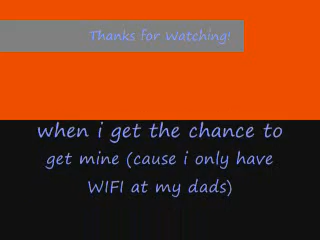 Thanks for Watching!
when i get the chance to
get mine (cause i only have
WIFI at my dads)